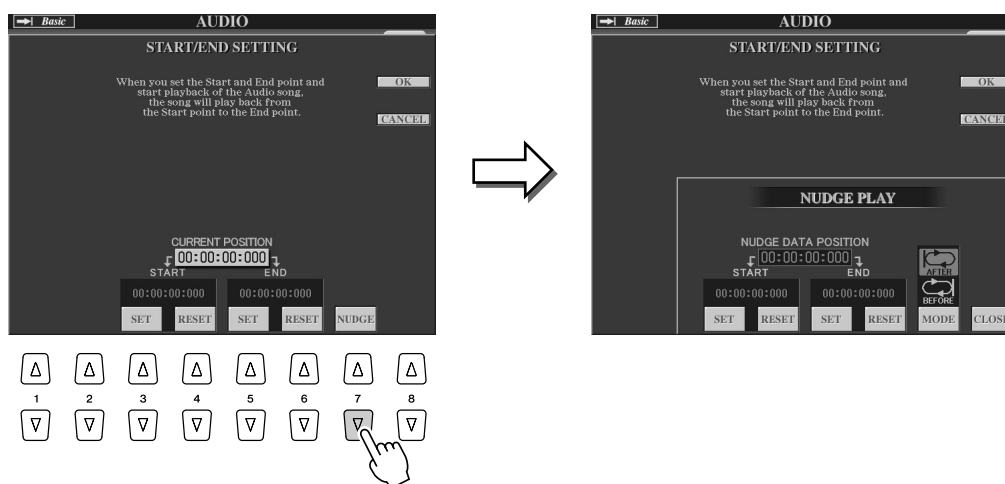 Basic
AUDIO
START/END SETTING
When you set the Start and End point and
start playback of the Audio song,
the song will play back from
the Start point to the End point.
OK
CANCEL
CURRENT POSITION
00:00:00:000
START END
00:00:00:000 00:00:00:000
SET RESET SET RESET NUDGE
1 2 3 4 5 6 7 8
Basic
AUDIO
START/END SETTING
When you set the Start and End point and
start playback of the Audio song,
the song will play back from
the Start point to the End point.
OK
CANCEL
NUDGE PLAY
NUDGE DATA POSITION
00:00:00:000
START END
AFTER
00:00:00:000 00:00:00:000
BEFORE
SET RESET SET RESET MODE CLOSE